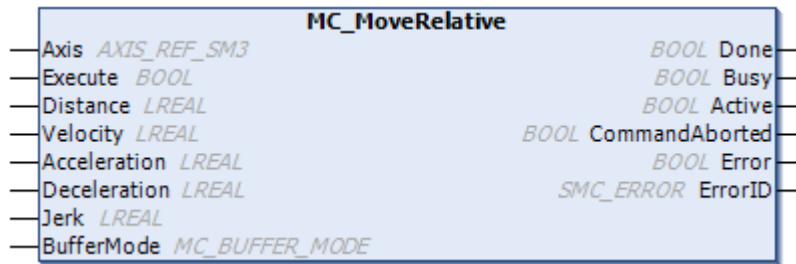 MC_MoveRelative
Axis AXIS_REF_SM3 BOOL Done
Execute BOOL BOOL Busy
Distance LREAL BOOL Active
Velocity LREAL BOOL CommandAborted
Acceleration LREAL BOOL Error
Deceleration LREAL SMC_ERROR ErrorID
Jerk LREAL
BufferMode MC_BUFFER_MODE